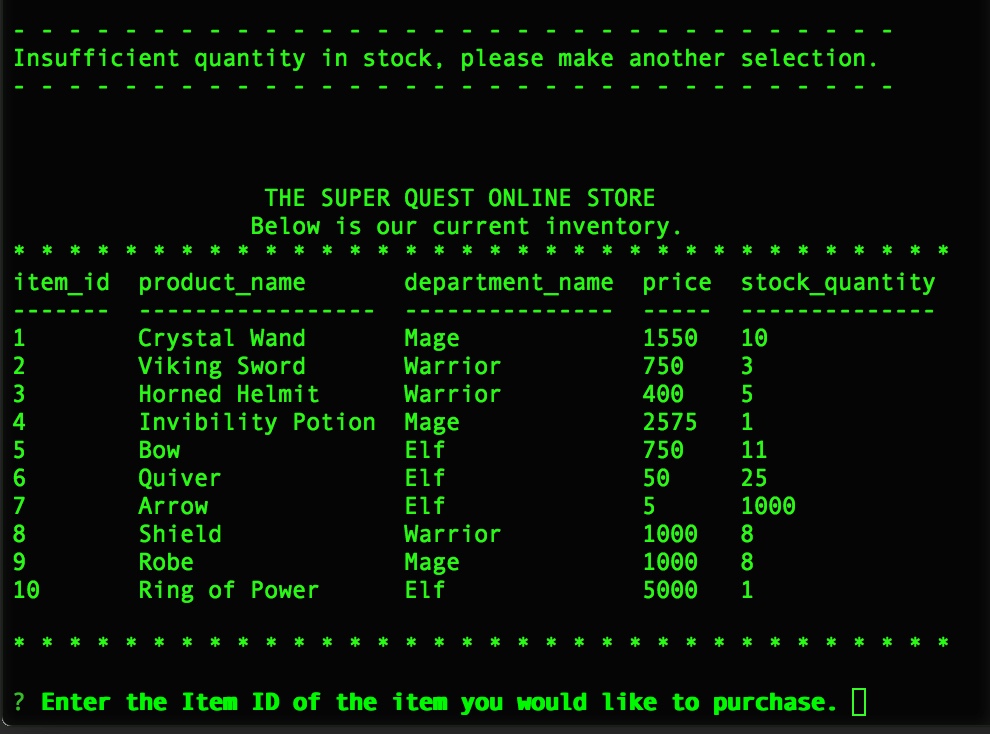 - - - - - - - - - - - - - - - - - - - - - - - - - - - - - - - -
Insufficient quantity in stock, please make another selection.
- - - - - - - - - - - - - - - - - - - - - - - - - - - - - - - -
THE SUPER QUEST ONLINE STORE
Below is our current inventory.
* * * * * * * * * * * * * * * * * * * * * * * * * * * * * * * * * *
item_id  product_name       department_name  price  stock_quantity
-------  -----------------  ---------------  -----  --------------
1        Crystal Wand       Mage             1550   10
2        Viking Sword       Warrior          750    3
3        Horned Helmit      Warrior          400    5
4        Invibility Potion  Mage             2575   1
5        Bow                Elf              750    11
6        Quiver             Elf              50     25
7        Arrow              Elf              5      1000
8        Shield             Warrior          1000   8
9        Robe               Mage             1000   8
10       Ring of Power      Elf              5000   1
* * * * * * * * * * * * * * * * * * * * * * * * * * * * * * * * * *
? Enter the Item ID of the item you would like to purchase.